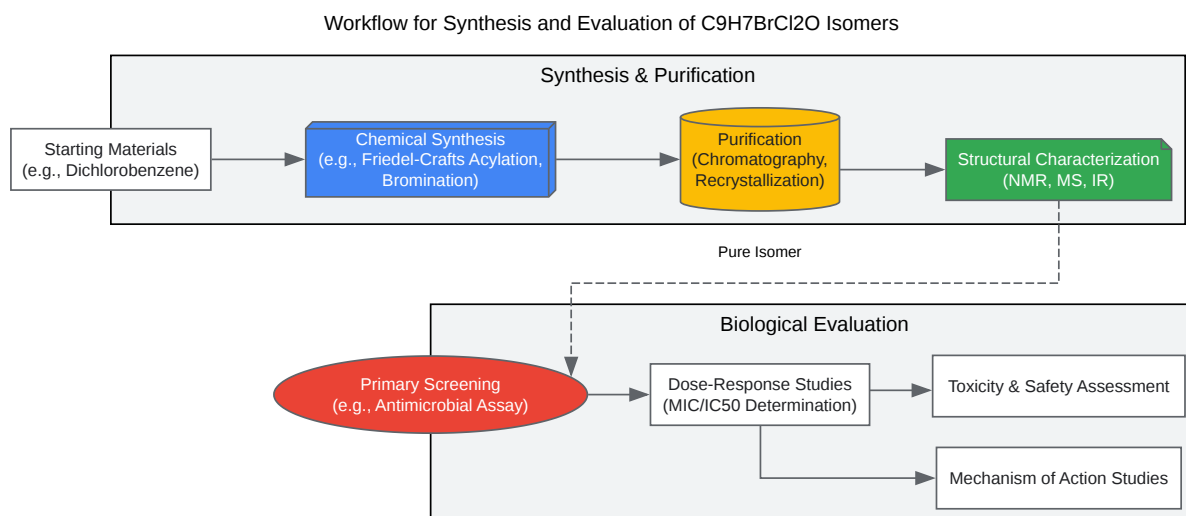 Workflow for Synthesis and Evaluation of C9H7BrCl2O Isomers
Synthesis & Purification
Starting Materials
(e.g., Dichlorobenzene)
Chemical Synthesis
(e.g., Friedel-Crafts Acylation,
Bromination)
Purification
(Chromatography,
Recrystallization)
Structural Characterization
(NMR, MS, IR)
Pure Isomer
Biological Evaluation
Primary Screening
(e.g., Antimicrobial Assay)
Dose-Response Studies
(MIC/IC50 Determination)
Toxicity & Safety Assessment
Mechanism of Action Studies